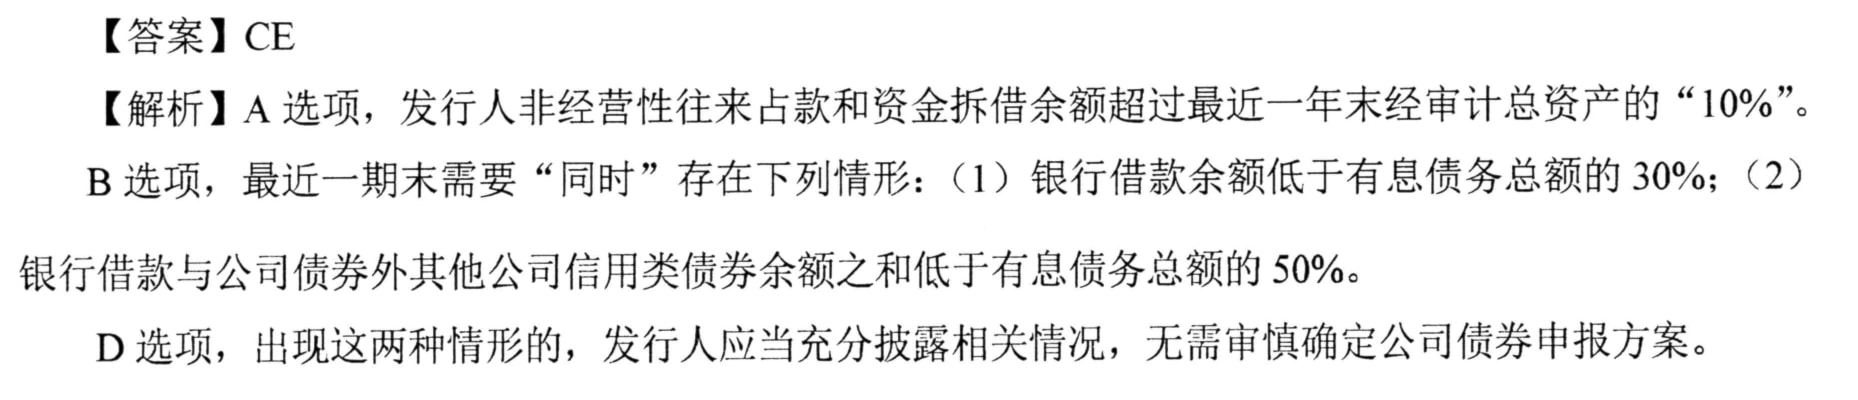 【答案】CE
【解析】A 选项，发行人非经营性往来占款和资金拆借余额超过最近一年末经审计总资产的“10%”。
B 选项，最近一期末需要“同时”存在下列情形：（1）银行借款余额低于有息债务总额的 30%；（2）
银行借款与公司债券外其他公司信用类债券余额之和低于有息债务总额的 50%。
D 选项，出现这两种情形的，发行人应当充分披露相关情况，无需审慎确定公司债券申报方案。